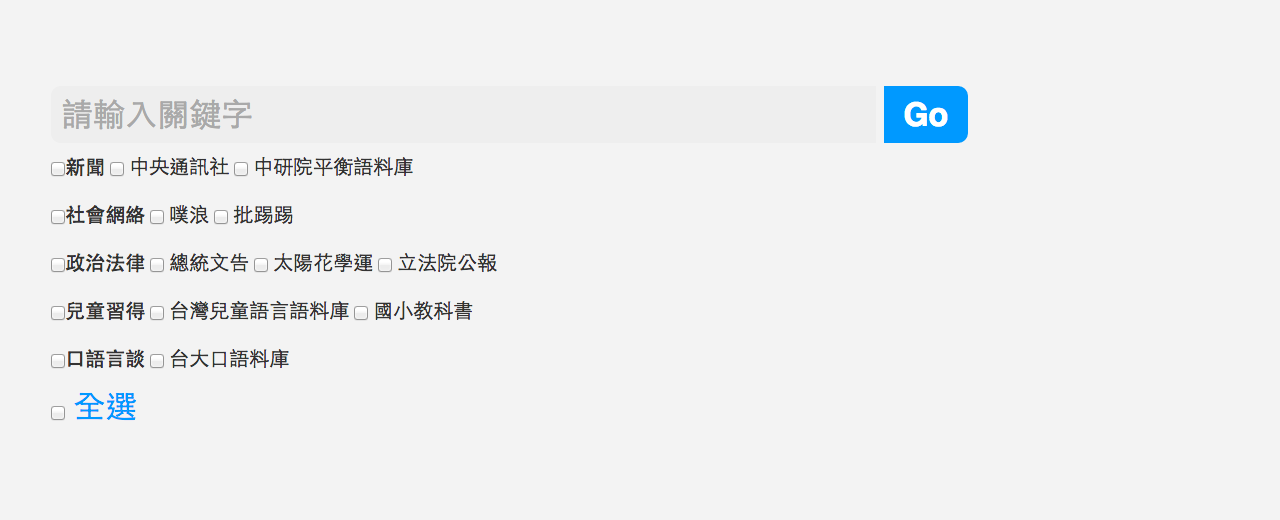 請輸入關鍵字 Go
新聞 中央通訊社 中研院平衡語料庫
社會網絡 噗浪 批踢踢
政治法律 總統文告 太陽花學運 立法院公報
兒童習得 台灣兒童語言語料庫 國小教科書
口語言談 台大口語料庫
全選